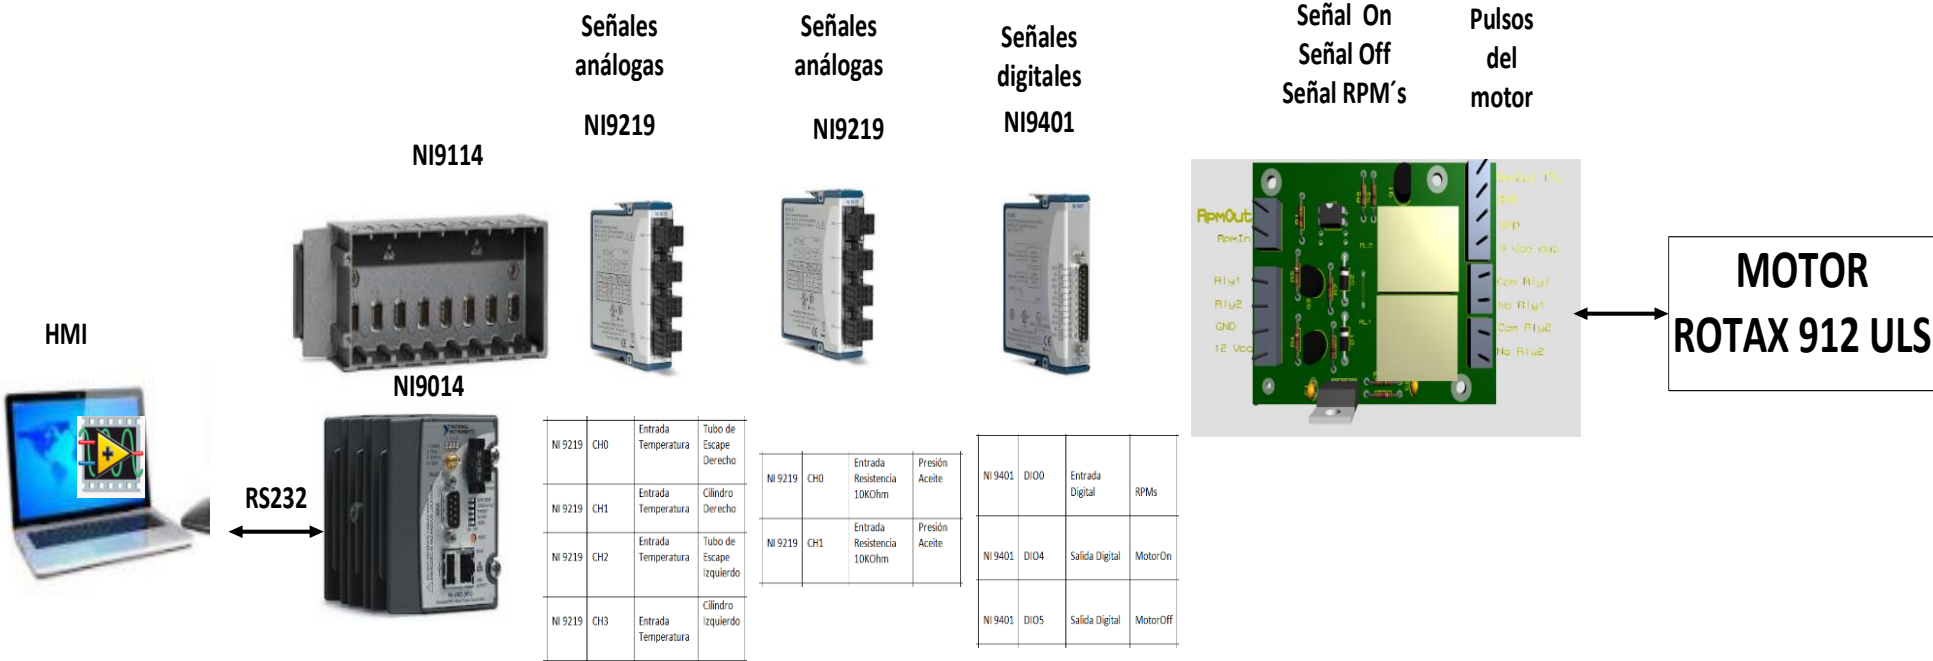 Señales
análogas
NI9219
Señales
análogas
NI9219
Señales
digitales
NI9401
Señal On
Señal Off
Señal RPM´s
Pulsos
del
motor
NI9114
HMI
NI9014
RS232
RpmOut
RpmIn
Rly1
Rly2
GND
12 Vcc
RL2
RL1
GND
Com Rly1
No Rly1
Com Rly2
No Rly2
MOTOR
ROTAX 912 ULS
NI 9219 CH0 Entrada Temperatura Tubo de Escape Derecho
NI 9219 CH1 Entrada Temperatura Cilindro Derecho
NI 9219 CH2 Entrada Temperatura Tubo de Escape Izquierdo
NI 9219 CH3 Entrada Temperatura Cilindro Izquierdo
NI 9219 CH0 Entrada Resistencia 10KOhm Presión Aceite
NI 9219 CH1 Entrada Resistencia 10KOhm Presión Aceite
NI 9401 DIO0 Entrada Digital RPMs
NI 9401 DIO4 Salida Digital MotorOn
NI 9401 DIO5 Salida Digital MotorOff